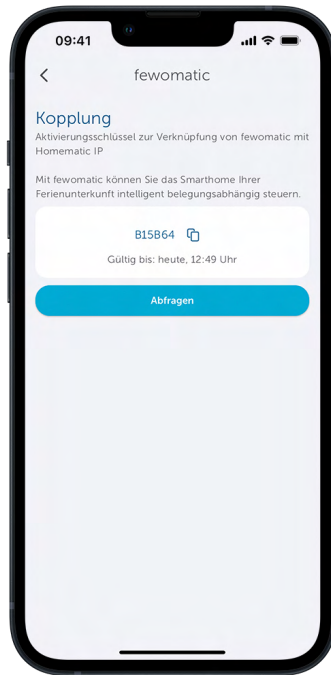 09:41
fewomatic
Kopplung
Aktivierungsschlüssel zur Verknüpfung von fewomatic mit
Homematic IP
Mit fewomatic können Sie das Smarthome Ihrer
Ferienunterkunft intelligent belegungsabhängig steuern.
B15B64
Gültig bis: heute, 12:49 Uhr
Abfragen